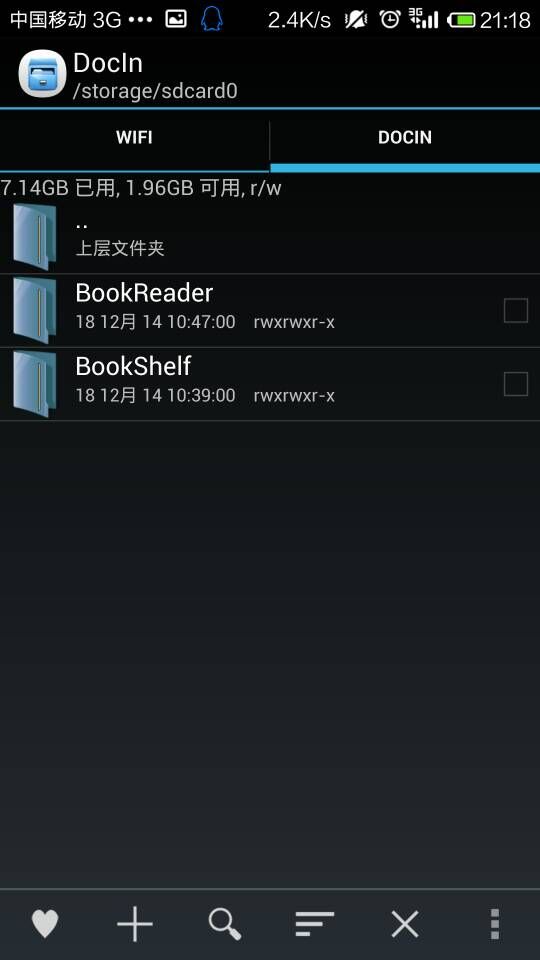 中国移动 3G 2.4K/s 3G 21:18
DocIn
/storage/sdcard0
WIFI DOCIN
7.14GB 已用, 1.96GB 可用, r/w
..
上层文件夹
BookReader
18 12月 14 10:47:00 rwxrwxr-x
BookShelf
18 12月 14 10:39:00 rwxrwxr-x